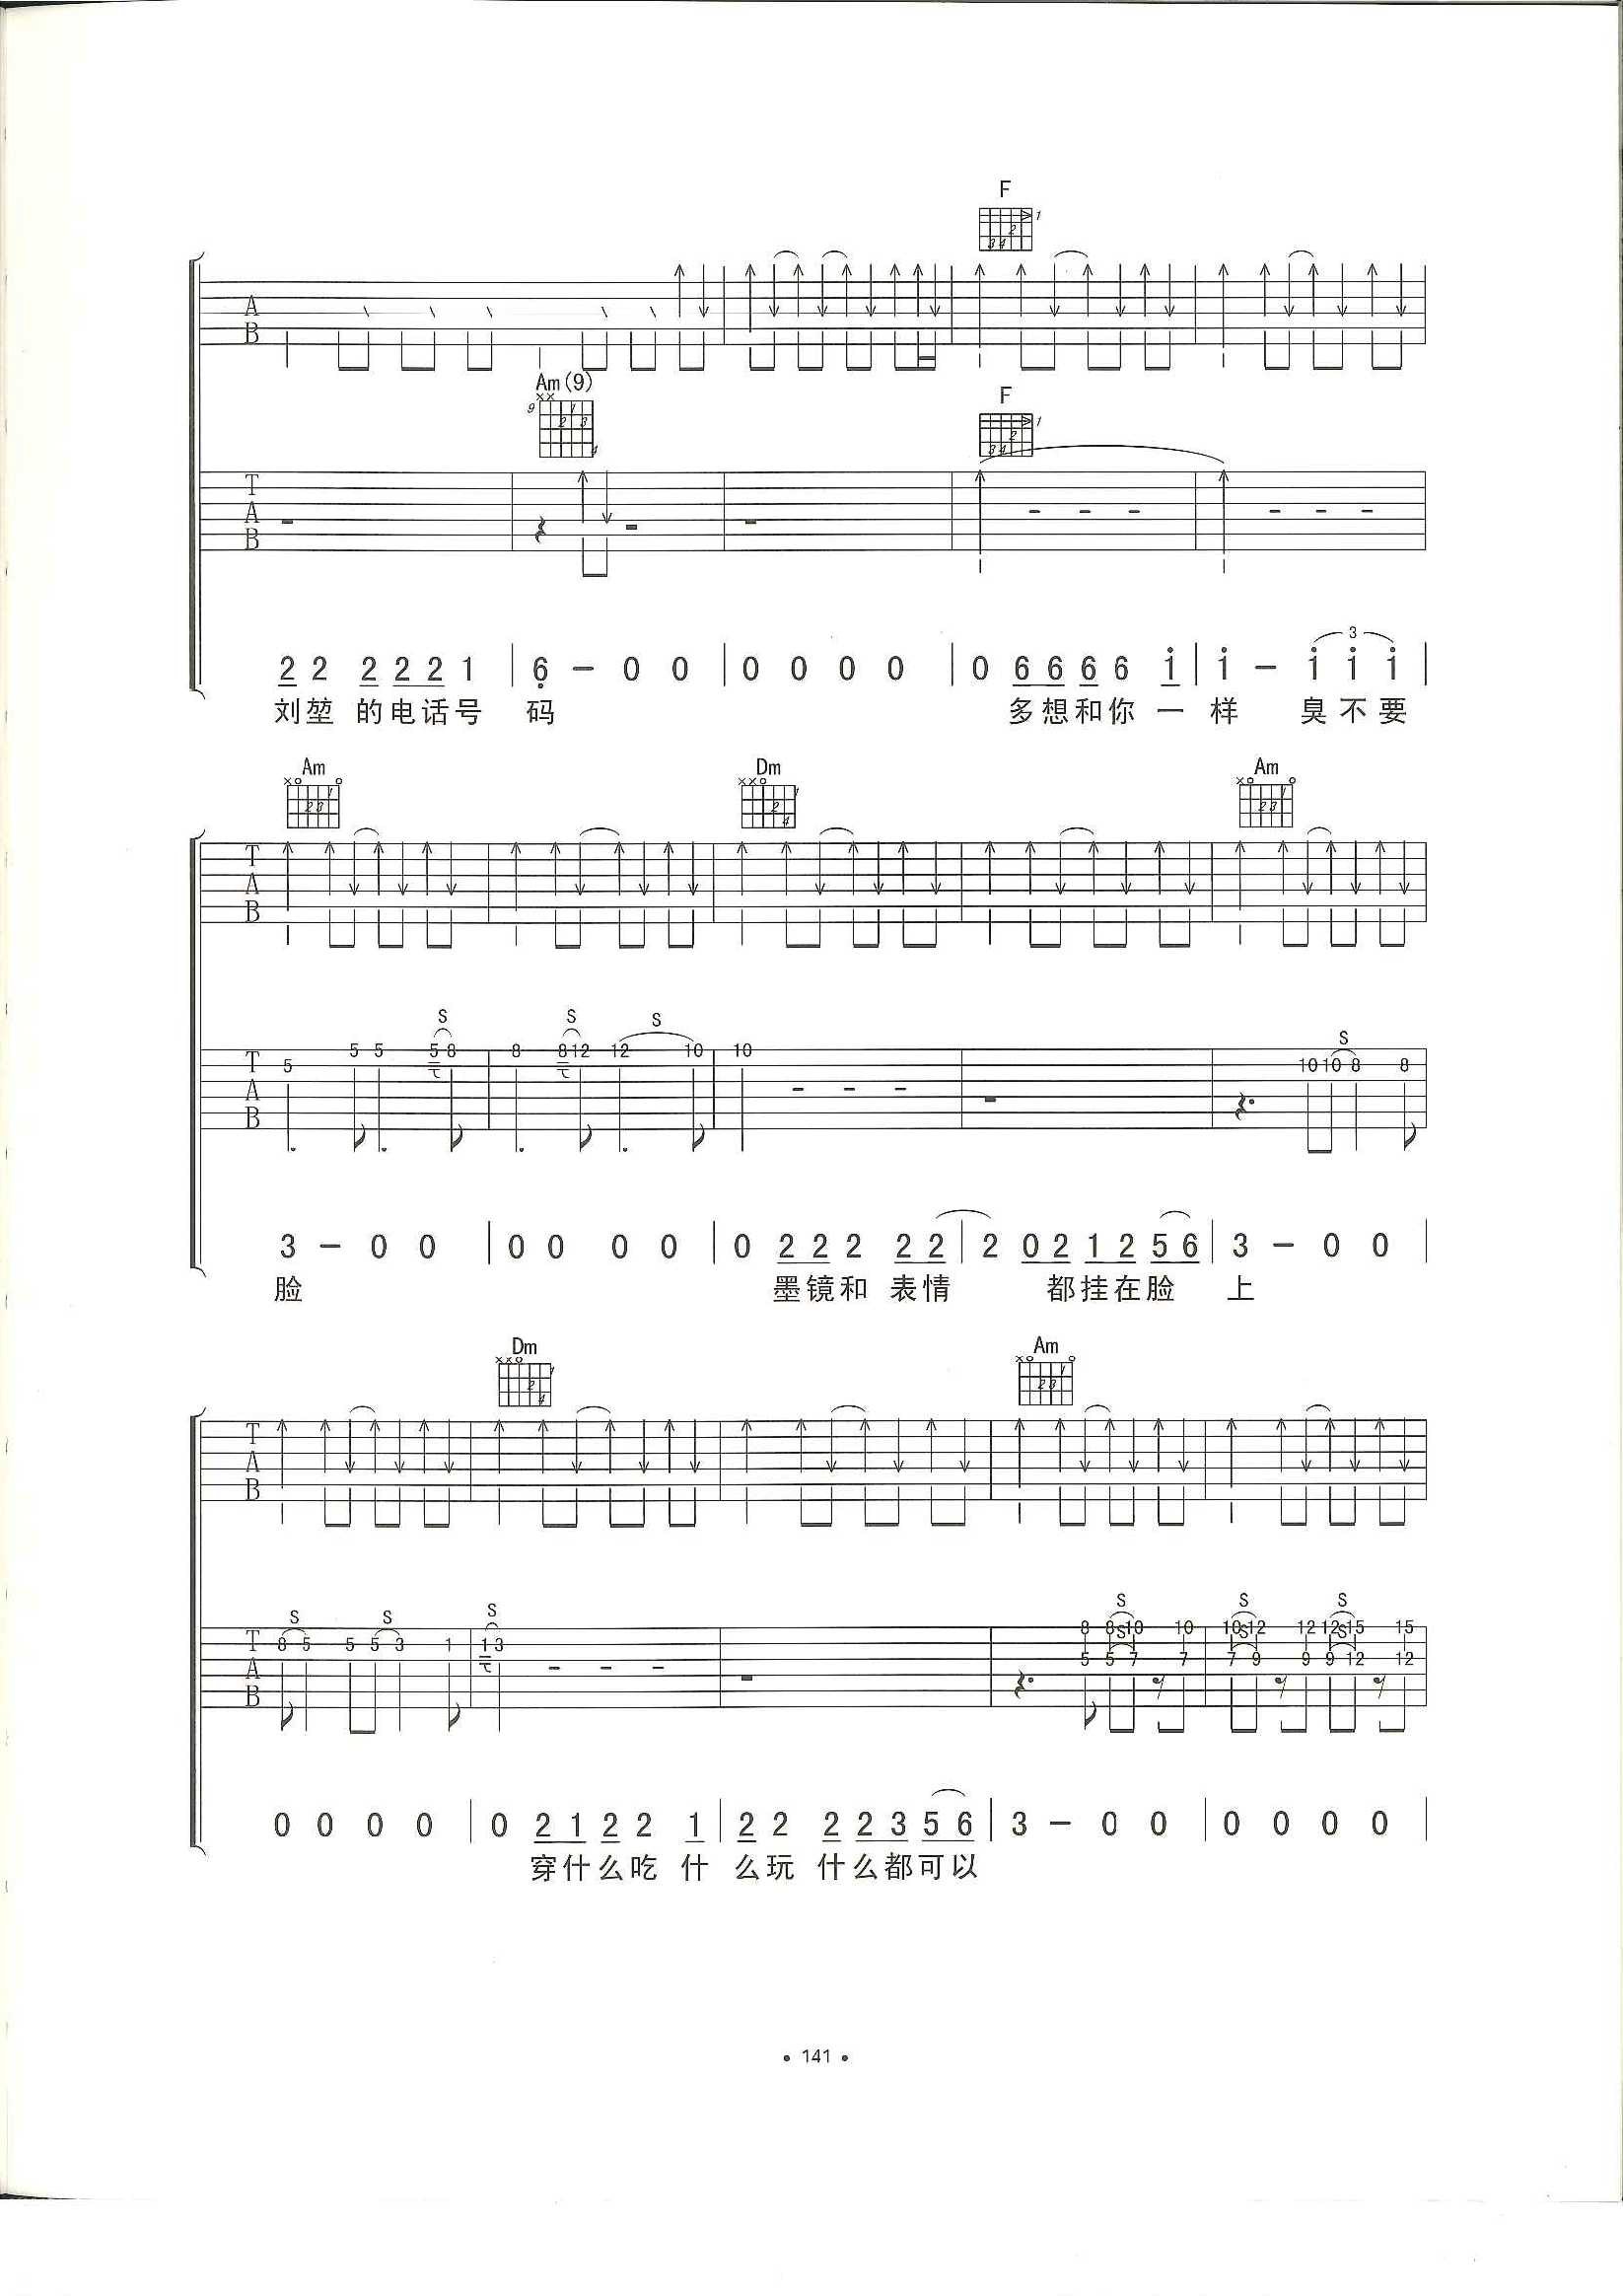 F
A
B
Am(9)
F
9
T
A
B
3
2 2 2 2 2 1 | 6 – 0 0 | 0 0 0 0 | 0 6 6 6 6 i | i – i i i |
刘堃 的电话号 码 多想和你 一 样 臭不要
Am Dm Am
T
A
B
S S S S
5 5 5 5 8 8 8 12 12 10 10 10 10 8 8
T
A
B
3 – 0 0 | 0 0 0 0 | 0 2 2 2 2 2 | 2 0 2 1 2 5 6 | 3 – 0 0 |
脸 墨镜和 表情 都挂在脸 上
Dm Am
T
A
B
S S S S S S
8 5 5 5 3 1 1 3 8 8 10 10 10 12 12 12 15 15
S S S
5 5 7 7 7 9 9 9 12 12
T
A
B
0 0 0 0 | 0 2 1 2 2 1 | 2 2 2 2 3 5 6 | 3 – 0 0 | 0 0 0 0 |
穿什么吃 什 么玩 什么都可以
• 141 •